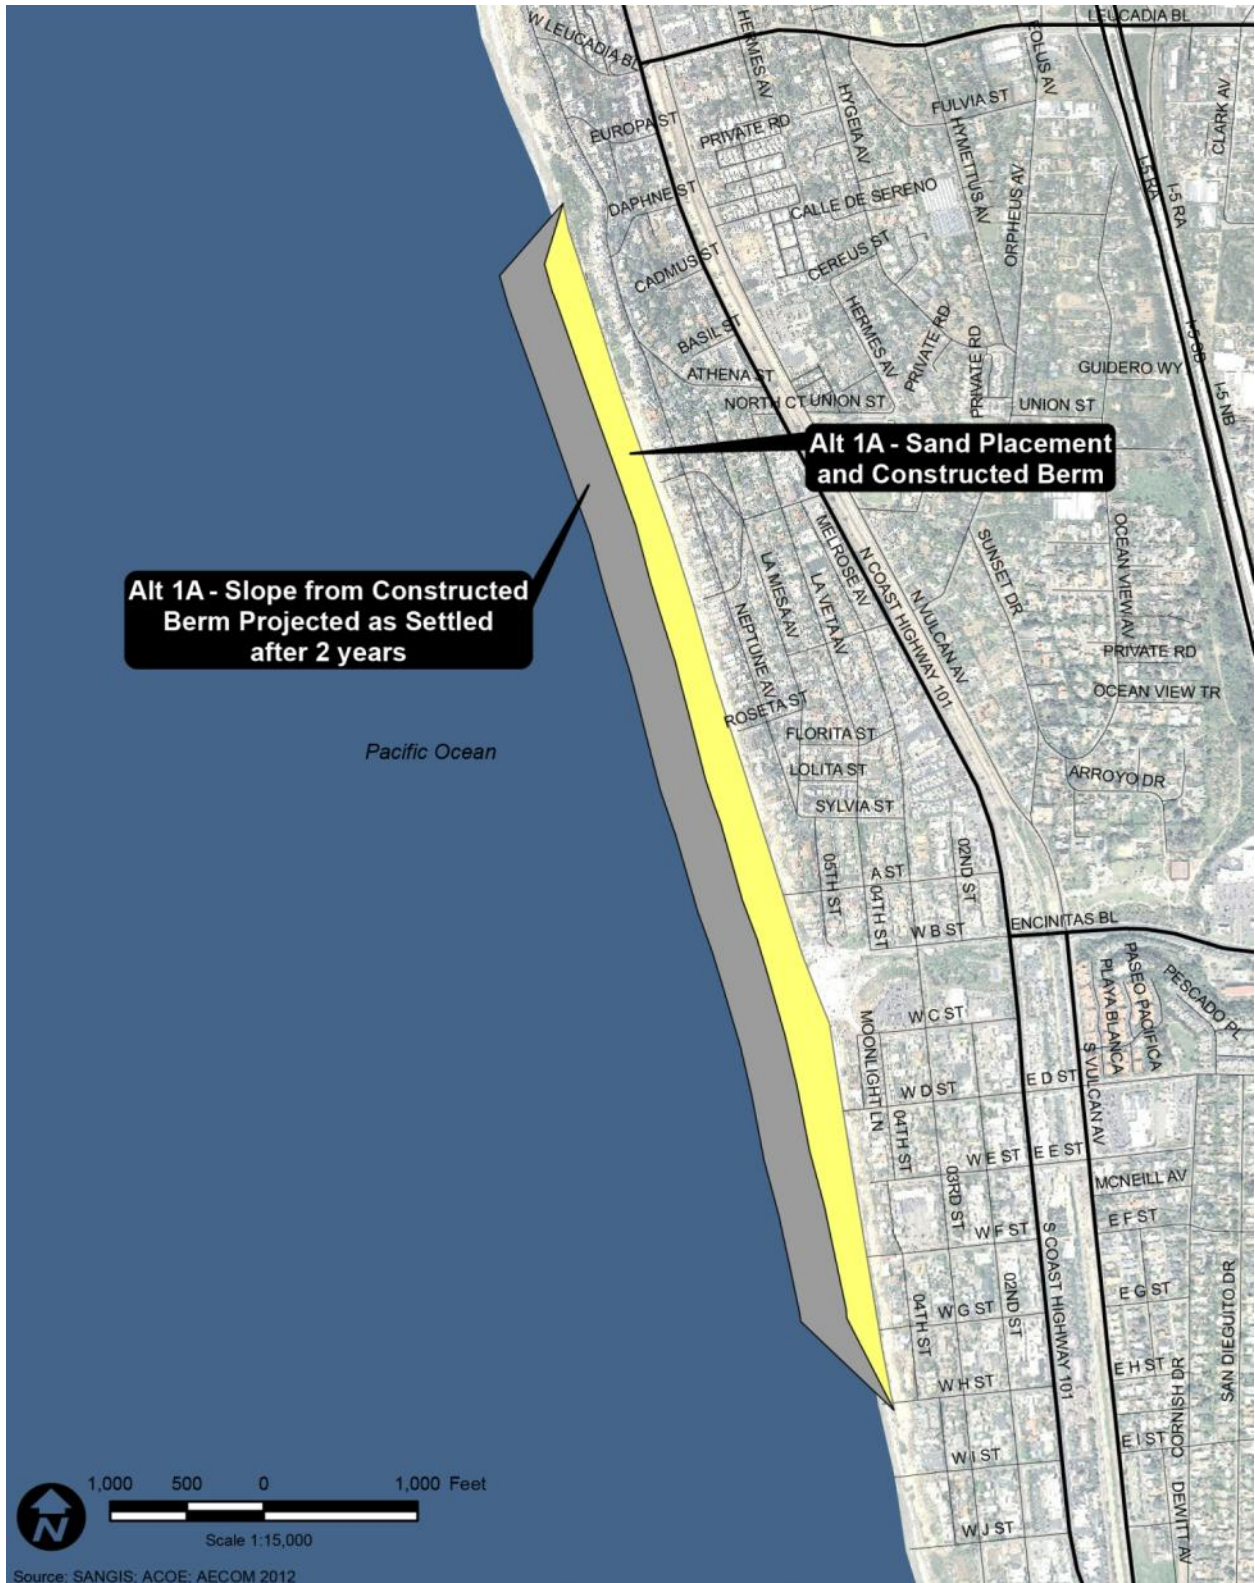 LEUCADIA BL
W LEUCADIA BL
HERMES AV
EOLUS AV
CLARK AV
FULVIA ST
HYGEIA AV
EUROPA ST
PRIVATE RD
HYMETTUS AV
I-5 RA
I-5 RA
DAPHNE ST
CALLE DE SERENO
ORPHEUS AV
CADMUS ST
CEREUS ST
HERMES AV
PRIVATE RD
PRIVATE RD
BASIL ST
I-5 SB
ATHENA ST
GUIDERO WY
I-5 NB
NORTH CT
UNION ST
UNION ST
Alt 1A - Sand Placement
and Constructed Berm
Alt 1A - Slope from Constructed
Berm Projected as Settled
after 2 years
MELROSE AV
N COAST HIGHWAY 101
N VULCAN AV
SUNSET DR
OCEAN VIEW AV
LA MESA AV
LA VETA AV
NEPTUNE AV
PRIVATE RD
OCEAN VIEW TR
ROSETA ST
FLORITA ST
Pacific Ocean
LOLITA ST
ARROYO DR
SYLVIA ST
05TH ST
A ST
04TH ST
02ND ST
W B ST
ENCINITAS BL
PLAYA BLANCA
PASEO PACIFICA
PESCADO PL
W C ST
MOONLIGHT LN
S VULCAN AV
W D ST
E D ST
04TH ST
W E ST
E E ST
03RD ST
MCNEILL AV
W F ST
E F ST
S COAST HIGHWAY 101
04TH ST
W G ST
02ND ST
E G ST
SAN DIEGUITO DR
W H ST
E H ST
CORNISH DR
E I ST
W I ST
DEWITT AV
W J ST
1,000 500 0 1,000 Feet
N
Scale 1:15,000
Source: SANGIS; ACOE; AECOM 2012